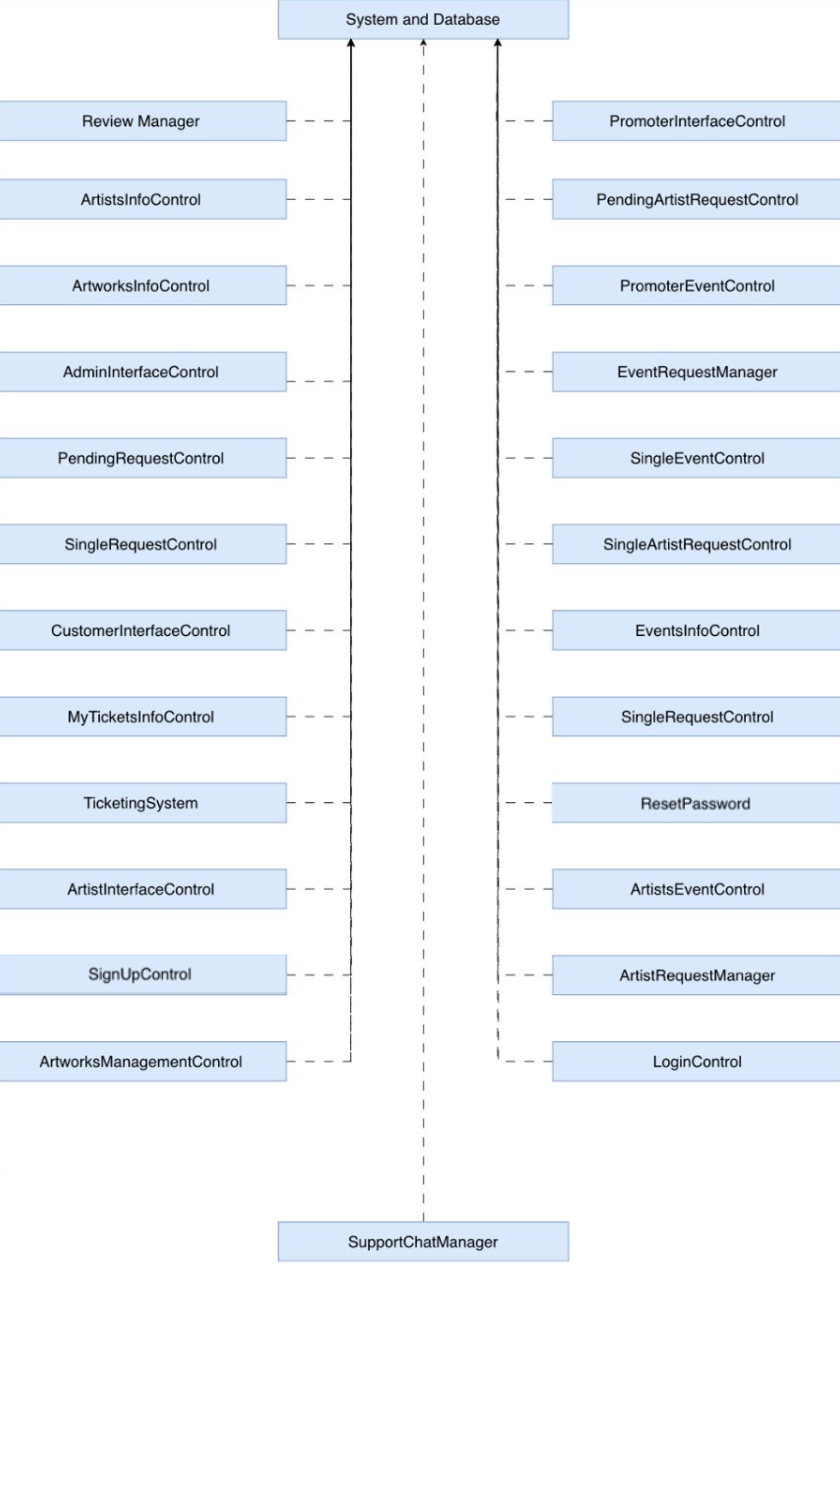 System and Database
Review Manager
PromoterInterfaceControl
ArtistsInfoControl
PendingArtistRequestControl
ArtworksInfoControl
PromoterEventControl
AdminInterfaceControl
EventRequestManager
PendingRequestControl
SingleEventControl
SingleRequestControl
SingleArtistRequestControl
CustomerInterfaceControl
EventsInfoControl
MyTicketsInfoControl
SingleRequestControl
TicketingSystem
ResetPassword
ArtistInterfaceControl
ArtistsEventControl
SignUpControl
ArtistRequestManager
ArtworksManagementControl
LoginControl
SupportChatManager